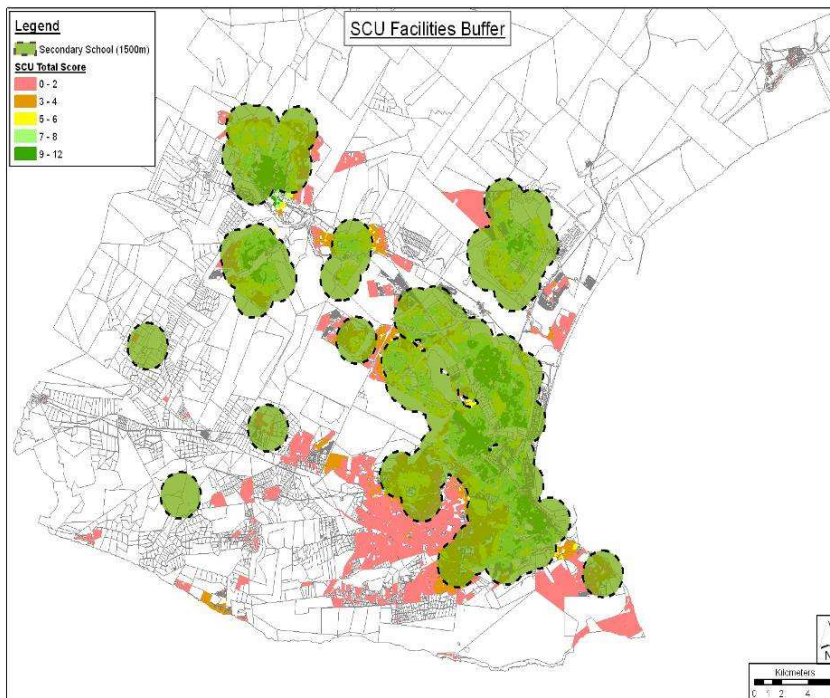 SCU Facilities Buffer
Legend
Secondary School (1500m)
SCU Total Score
0 - 2
3 - 4
5 - 6
7 - 8
9 - 12
N
Kilometers
0 1 2 4